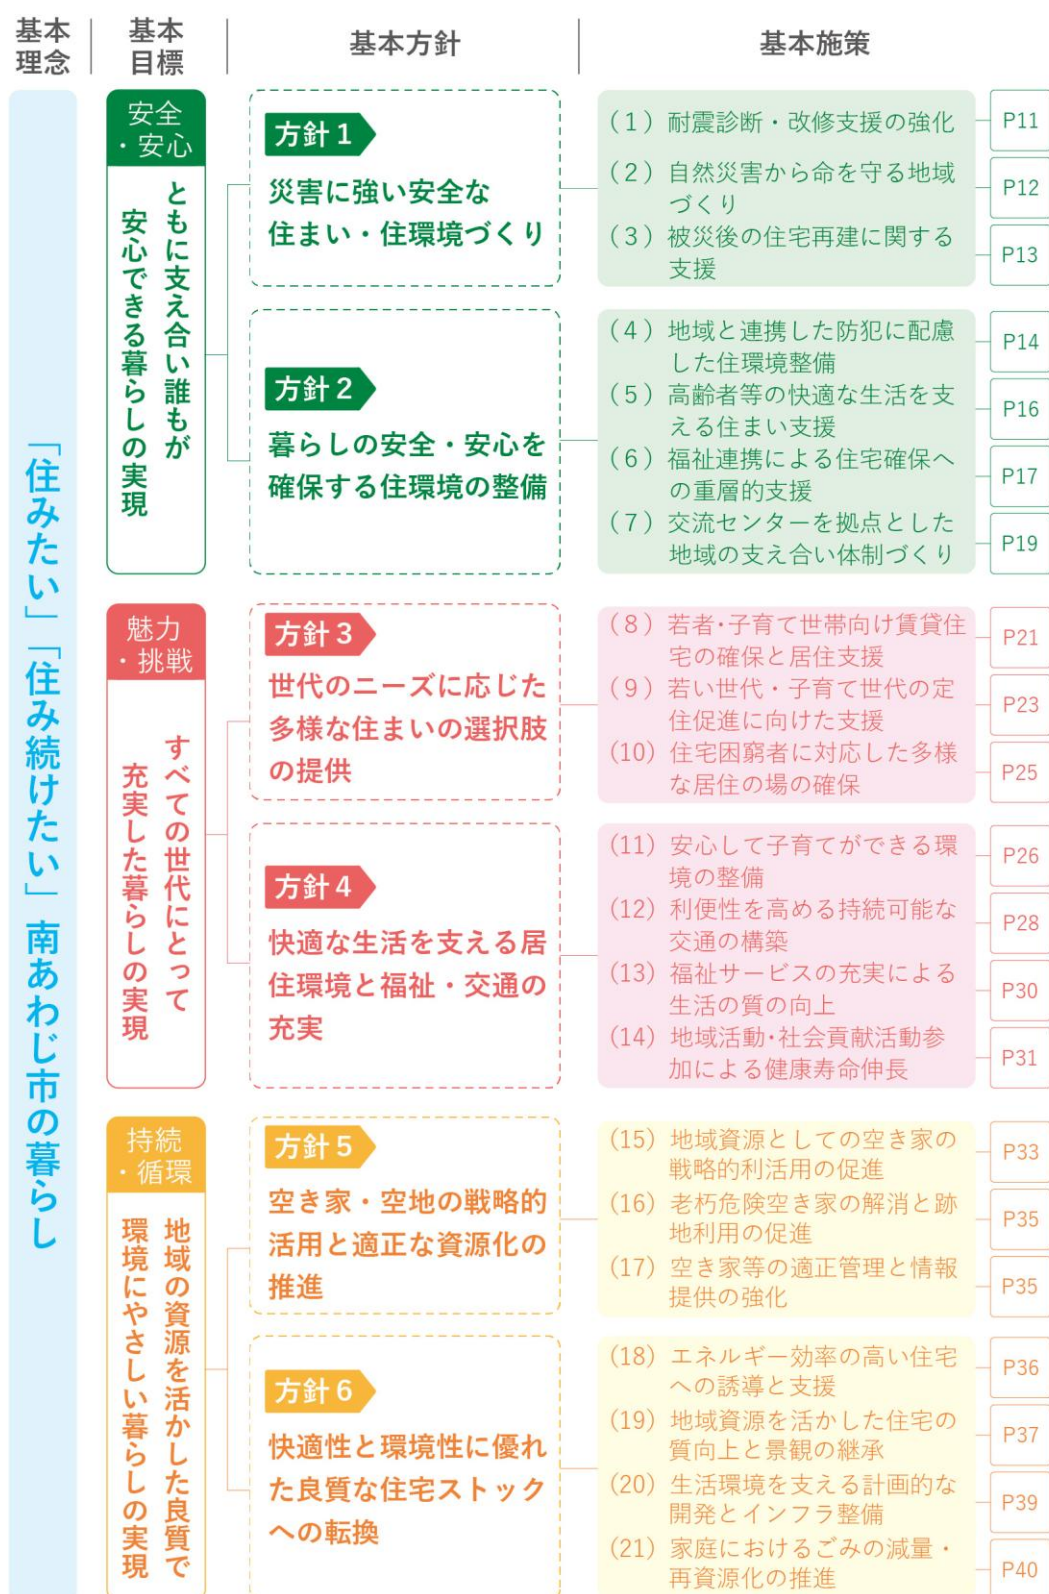 基本
理念
基本
目標
基本方針
基本施策
「住みたい」「住み続けたい」南あわじ市の暮らし
安全
・安心
ともに支え合い誰もが
安心できる暮らしの実現
方針1
災害に強い安全な
住まい・住環境づくり
(1) 耐震診断・改修支援の強化
P11
(2) 自然災害から命を守る地域
づくり
P12
(3) 被災後の住宅再建に関する
支援
P13
方針2
暮らしの安全・安心を
確保する住環境の整備
(4) 地域と連携した防犯に配慮
した住環境整備
P14
(5) 高齢者等の快適な生活を支
える住まい支援
P16
(6) 福祉連携による住宅確保へ
の重層的支援
P17
(7) 交流センターを拠点とした
地域の支え合い体制づくり
P19
魅力
・挑戦
すべての世代にとって
充実した暮らしの実現
方針3
世代のニーズに応じた
多様な住まいの選択肢
の提供
(8) 若者・子育て世帯向け賃貸住
宅の確保と居住支援
P21
(9) 若い世代・子育て世代の定
住促進に向けた支援
P23
(10) 住宅困窮者に対応した多様
な居住の場の確保
P25
方針4
快適な生活を支える居
住環境と福祉・交通の
充実
(11) 安心して子育てができる環
境の整備
P26
(12) 利便性を高める持続可能な
交通の構築
P28
(13) 福祉サービスの充実による
生活の質の向上
P30
(14) 地域活動・社会貢献活動参
加による健康寿命伸長
P31
持続
・循環
地域の資源を活かした良質で
環境にやさしい暮らしの実現
方針5
空き家・空地の戦略的
活用と適正な資源化の
推進
(15) 地域資源としての空き家の
戦略的利活用の促進
P33
(16) 老朽危険空き家の解消と跡
地利用の促進
P35
(17) 空き家等の適正管理と情報
提供の強化
P35
方針6
快適性と環境性に優れ
た良質な住宅ストック
への転換
(18) エネルギー効率の高い住宅
への誘導と支援
P36
(19) 地域資源を活かした住宅の
質向上と景観の継承
P37
(20) 生活環境を支える計画的な
開発とインフラ整備
P39
(21) 家庭におけるごみの減量・
再資源化の推進
P40